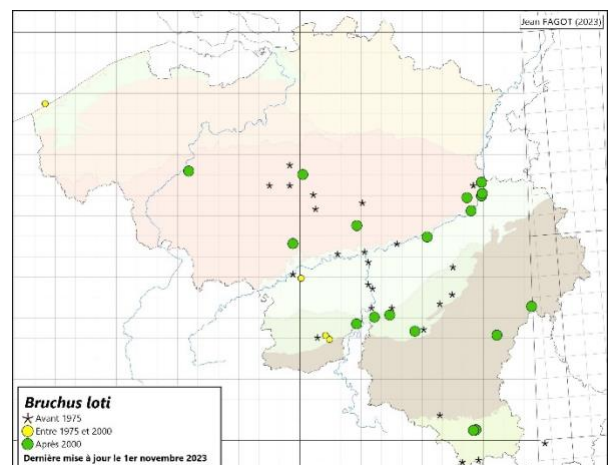 Jean FAGOT (2023)
Bruchus loti
Avant 1975
Entre 1975 et 2000
Après 2000
Dernière mise à jour le 1er novembre 2023